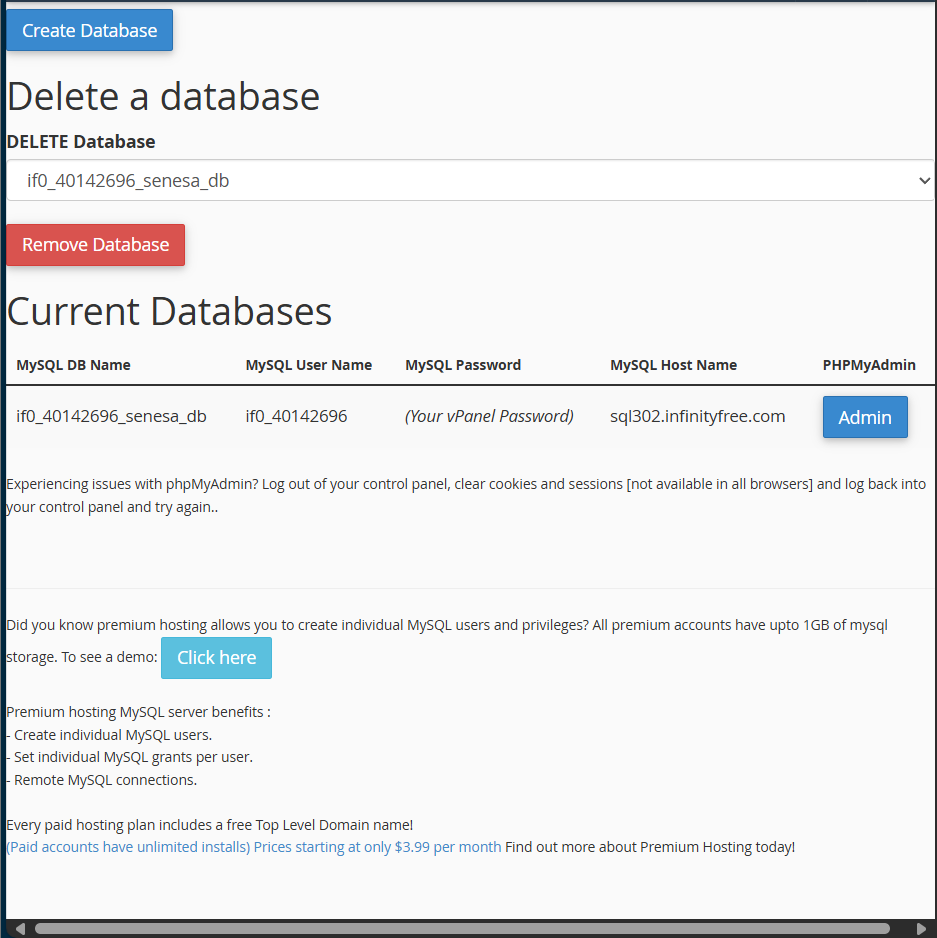 Create Database
Delete a database
DELETE Database
if0_40142696_senesa_db
Remove Database
Current Databases
MySQL DB Name MySQL User Name MySQL Password MySQL Host Name PHPMyAdmin
if0_40142696_senesa_db if0_40142696 (Your vPanel Password) sql302.infinityfree.com Admin
Experiencing issues with phpMyAdmin? Log out of your control panel, clear cookies and sessions [not available in all browsers] and log back into
your control panel and try again..
Did you know premium hosting allows you to create individual MySQL users and privileges? All premium accounts have upto 1GB of mysql
storage. To see a demo: Click here
Premium hosting MySQL server benefits :
- Create individual MySQL users.
- Set individual MySQL grants per user.
- Remote MySQL connections.
Every paid hosting plan includes a free Top Level Domain name!
(Paid accounts have unlimited installs) Prices starting at only $3.99 per month Find out more about Premium Hosting today!